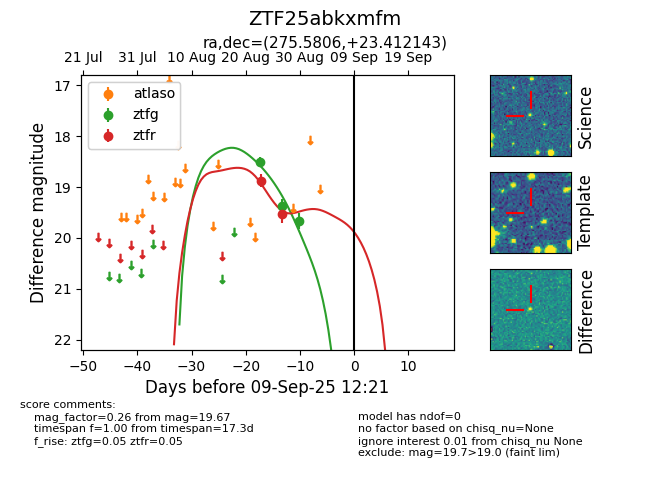 ZTF25abkxmfm
ra,dec=(275.5806,+23.412143)
21 Jul 31 Jul 10 Aug 20 Aug 30 Aug 09 Sep 19 Sep
atlaso
ztfg
ztfr
17
18
19
20
21
22
Difference magnitude
−50 −40 −30 −20 −10 0 10
Days before 09-Sep-25 12:21
Science
Template
Difference
score comments:
mag_factor=0.26 from mag=19.67
timespan f=1.00 from timespan=17.3d
f_rise: ztfg=0.05 ztfr=0.05
model has ndof=0
no factor based on chisq_nu=None
ignore interest 0.01 from chisq_nu None
exclude: mag=19.7>19.0 (faint lim)